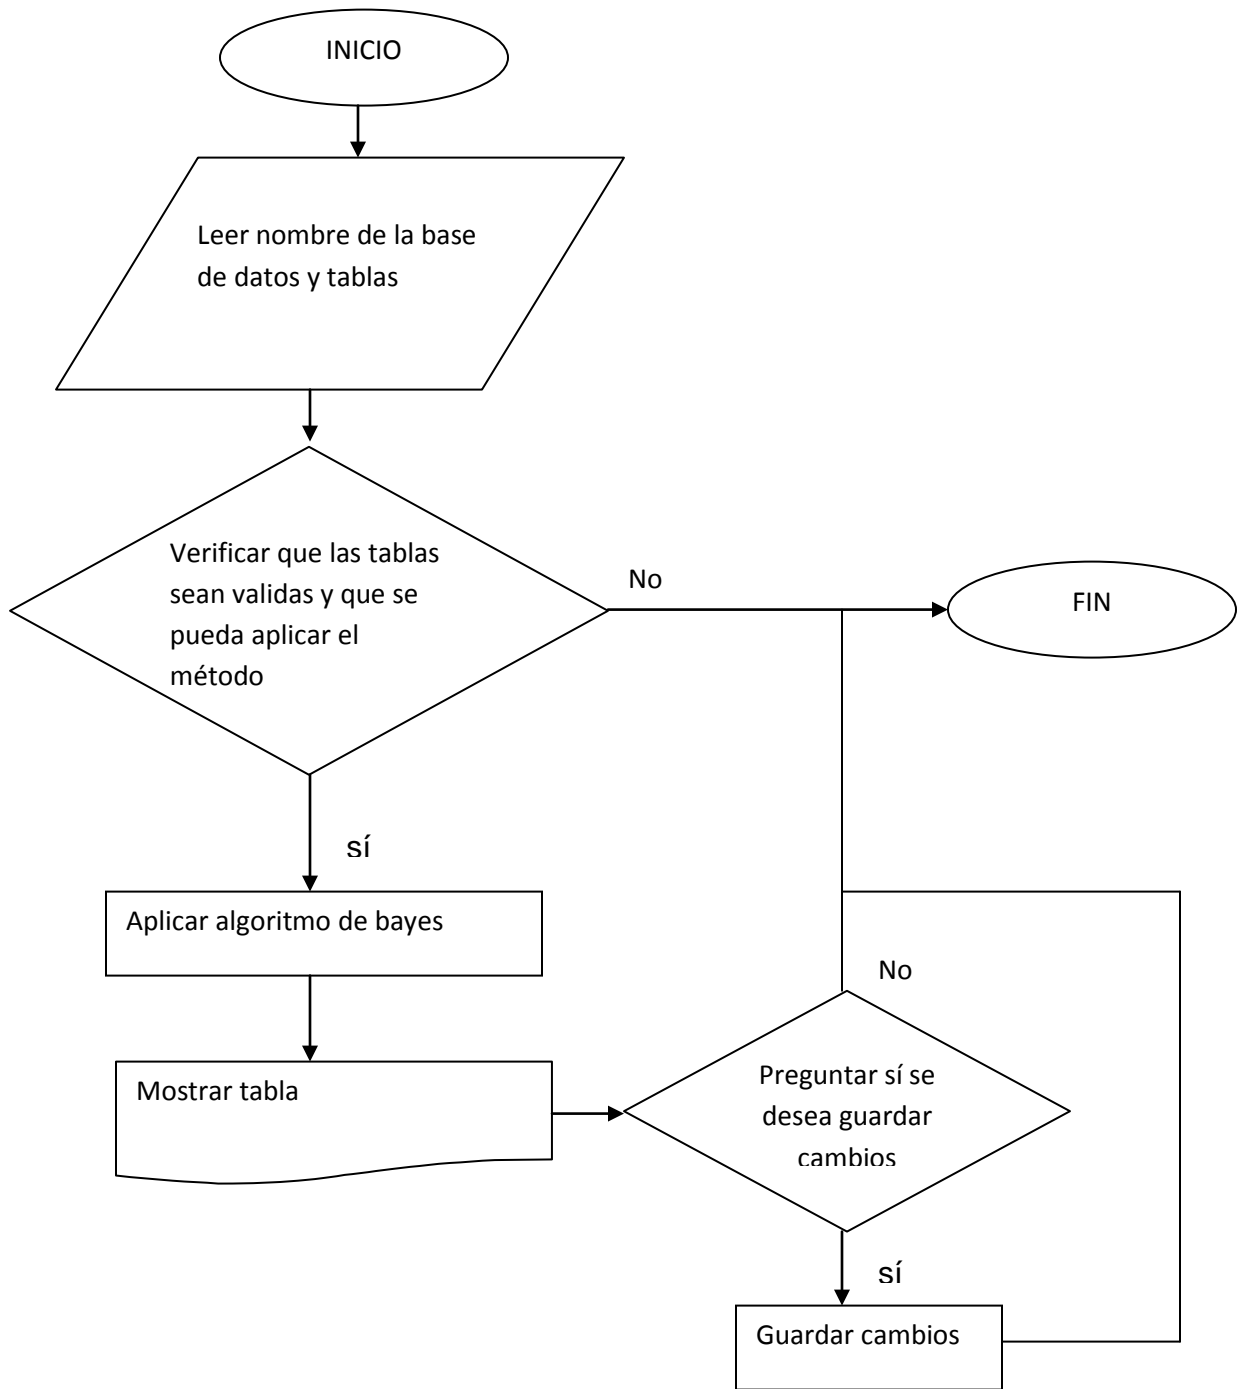 INICIO
Leer nombre de la base
de datos y tablas
Verificar que las tablas
sean validas y que se
pueda aplicar el
método
No
FIN
sí
Aplicar algoritmo de bayes
No
Mostrar tabla
Preguntar sí se
desea guardar
cambios
sí
Guardar cambios